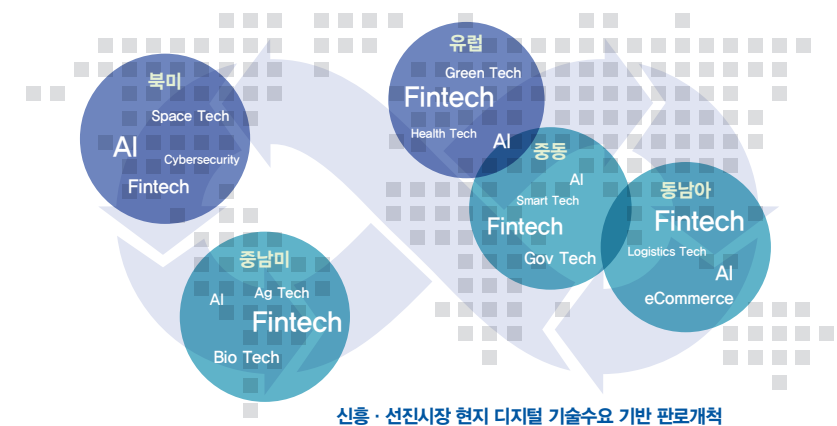 북미
Space Tech
AI
Cybersecurity
Fintech
유럽
Green Tech
Fintech
Health Tech
AI
중동
AI
Smart Tech
Fintech
Gov Tech
동남아
Fintech
Logistics Tech
AI
eCommerce
중남미
AI
Ag Tech
Fintech
Bio Tech
신흥 · 선진시장 현지 디지털 기술수요 기반 판로개척